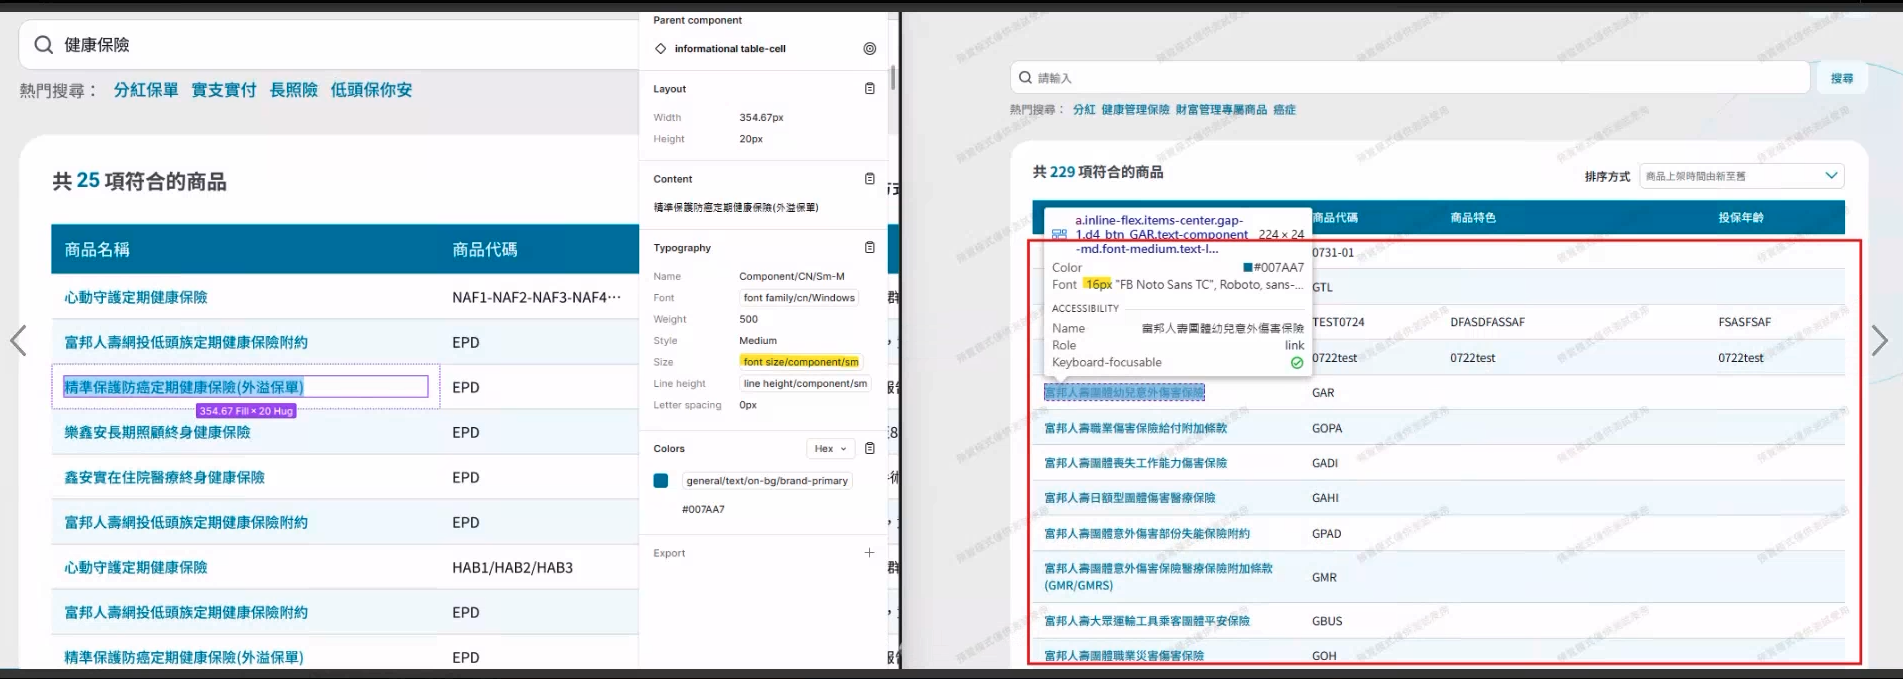 健康保險
熱門搜尋： 分紅保單 實支實付 長照險 低頭保你安
共 25 項符合的商品
商品名稱 商品代碼
心動守護定期健康保險 NAF1-NAF2-NAF3-NAF4···
富邦人壽網投低頭族定期健康保險附約 EPD
精準保護防癌定期健康保險(外溢保單) EPD
354.67 Fill × 20 Hug
樂鑫安長期照顧終身健康保險 EPD
鑫安實在住院醫療終身健康保險 EPD
富邦人壽網投低頭族定期健康保險附約 EPD
心動守護定期健康保險 HAB1/HAB2/HAB3
富邦人壽網投低頭族定期健康保險附約 EPD
精準保護防癌定期健康保險(外溢保單) EPD
Parent component
informational table-cell
Layout
Width 354.67px
Height 20px
Content
精準保護防癌定期健康保險(外溢保單)
Typography
Name Component/CN/Sm-M
Font font family/cn/Windows
Weight 500
Style Medium
Size font size/component/sm
Line height line height/component/sm
Letter spacing 0px
Colors Hex
general/text/on-bg/brand-primary
#007AA7
Export
請輸入 搜尋
熱門搜尋： 分紅 健康管理保險 財富管理專屬商品 癌症
共 229 項符合的商品
排序方式 商品上架時間由新至舊
商品代碼 商品特色 投保年齡
a.inline-flex.items-center.gap-
1.d4_btn_GAR.text-component 224 × 24
-md.font-medium.text-l...
Color #007AA7
Font 16px "FB Noto Sans TC", Roboto, sans-...
ACCESSIBILITY
Name 富邦人壽團體幼兒意外傷害保險
Role link
Keyboard-focusable
0731-01
GTL
TEST0724 DFASDFASSAF FSASFSAF
0722test 0722test 0722test
富邦人壽團體幼兒意外傷害保險 GAR
富邦人壽職業傷害保險給付附加條款 GOPA
富邦人壽團體喪失工作能力傷害保險 GADI
富邦人壽日額型團體傷害醫療保險 GAHI
富邦人壽團體意外傷害部份失能保險附約 GPAD
富邦人壽團體意外傷害保險醫療保險附加條款
(GMR/GMRS) GMR
富邦人壽大眾運輸工具乘客團體平安保險 GBUS
富邦人壽團體職業災害傷害保險 GOH